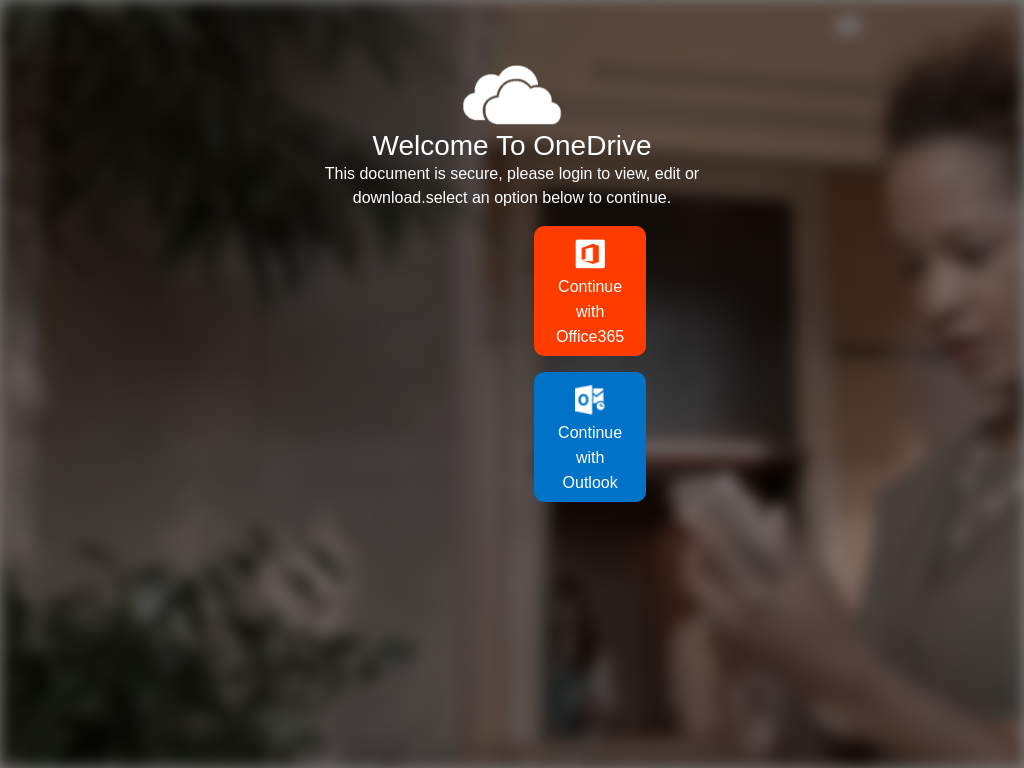 Welcome To OneDrive
This document is secure, please login to view, edit or
download.select an option below to continue.
Continue
with
Office365
Continue
with
Outlook